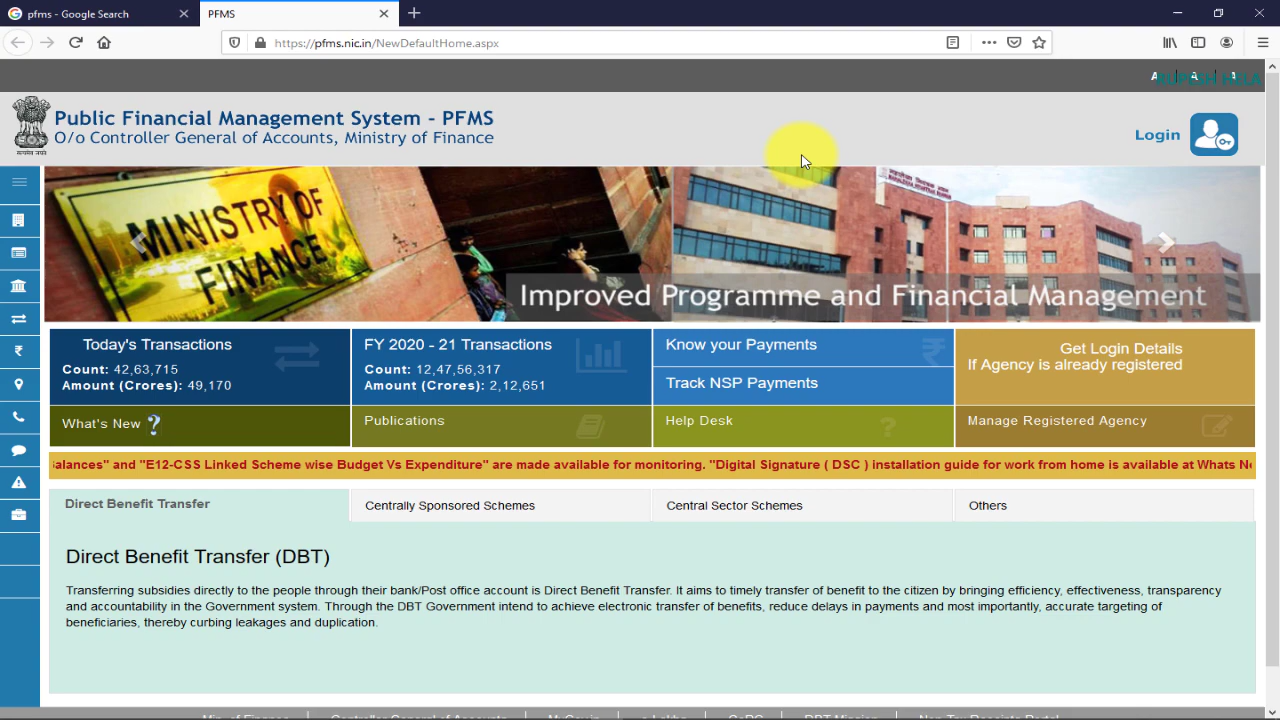 pfms - Google Search
PFMS
https://pfms.nic.in/NewDefaultHome.aspx
RUPESH HELA
Public Financial Management System - PFMS
O/o Controller General of Accounts, Ministry of Finance
Login
MINISTRY OF
FINANCE
Improved Programme and Financial Management
Today's Transactions
Count: 42,63,715
Amount (Crores): 49,170
FY 2020 - 21 Transactions
Count: 12,47,56,317
Amount (Crores): 2,12,651
Know your Payments
Track NSP Payments
Get Login Details
If Agency is already registered
What's New ?
Publications
Help Desk
Manage Registered Agency
alances" and "E12-CSS Linked Scheme wise Budget Vs Expenditure" are made available for monitoring. "Digital Signature ( DSC ) installation guide for work from home is available at Whats Ne
Direct Benefit Transfer
Centrally Sponsored Schemes
Central Sector Schemes
Others
Direct Benefit Transfer (DBT)
Transferring subsidies directly to the people through their bank/Post office account is Direct Benefit Transfer. It aims to timely transfer of benefit to the citizen by bringing efficiency, effectiveness, transparency
and accountability in the Government system. Through the DBT Government intend to achieve electronic transfer of benefits, reduce delays in payments and most importantly, accurate targeting of
beneficiaries, thereby curbing leakages and duplication.